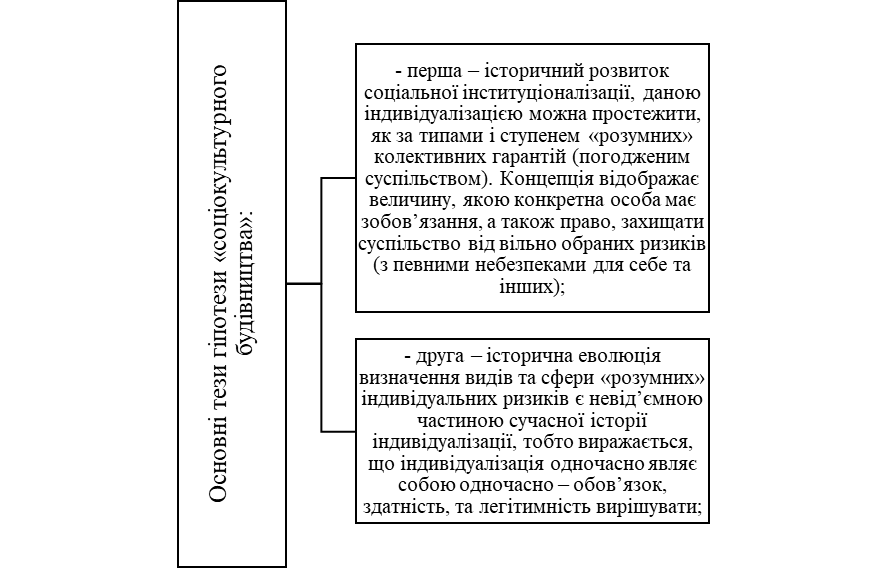 Основні тези гіпотези «соціокультурного
будівництва»:
- перша – історичний розвиток
соціальної інституціоналізації, даною
індивідуалізацією можна простежити,
як за типами і ступенем «розумних»
колективних гарантій (погодженим
суспільством). Концепція відображає
величину, якою конкретна особа має
зобов’язання, а також право, захищати
суспільство від вільно обраних ризиків
(з певними небезпеками для себе та
інших);
- друга – історична еволюція
визначення видів та сфери «розумних»
індивідуальних ризиків є невід’ємною
частиною сучасної історії
індивідуалізації, тобто виражається,
що індивідуалізація одночасно являє
собою одночасно – обов’язок,
здатність, та легітимність вирішувати;